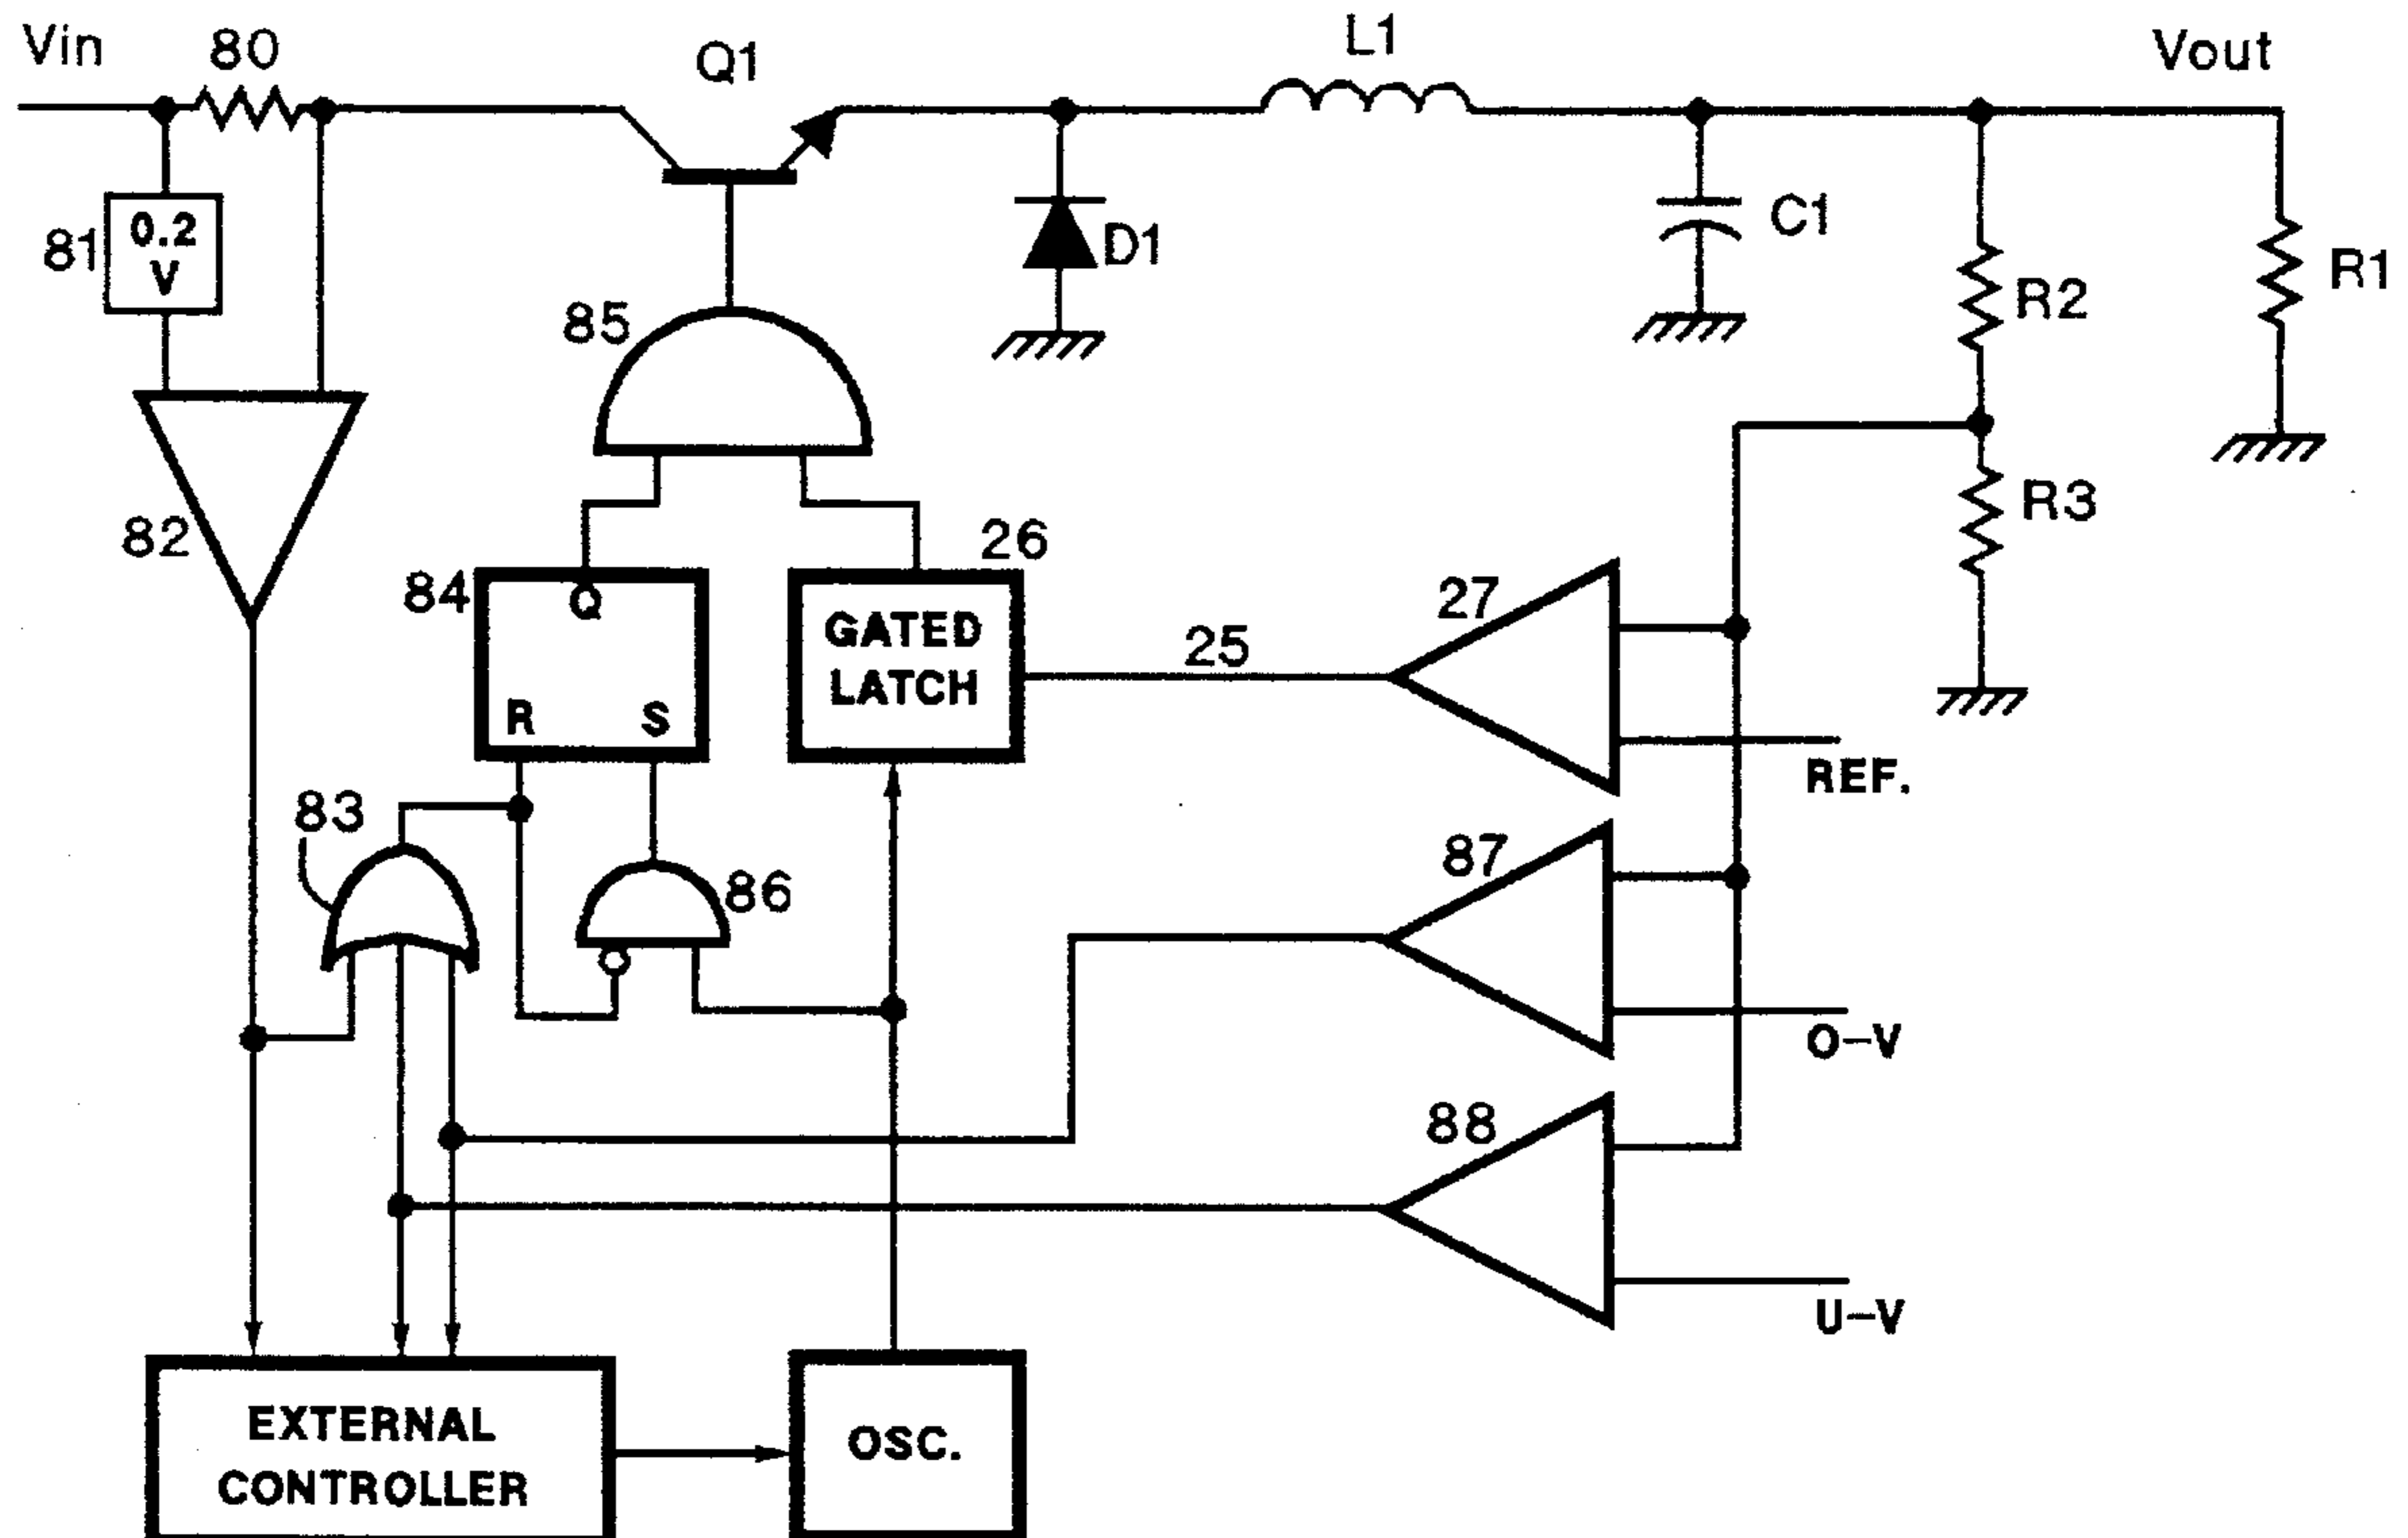 Vin
80
Q1
L1
Vout
81
0.2
V
D1
C1
R2
R1
85
82
84
Q
R
S
26
GATED
LATCH
25
27
R3
REF.
83
86
87
O-V
88
U-V
EXTERNAL
CONTROLLER
OSC.